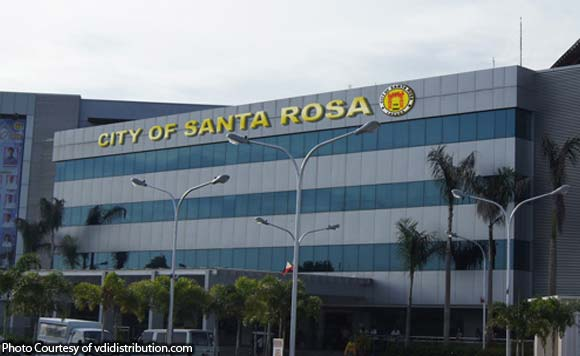 CITY OF SANTA ROSA
Photo Courtesy of vdidistribution.com